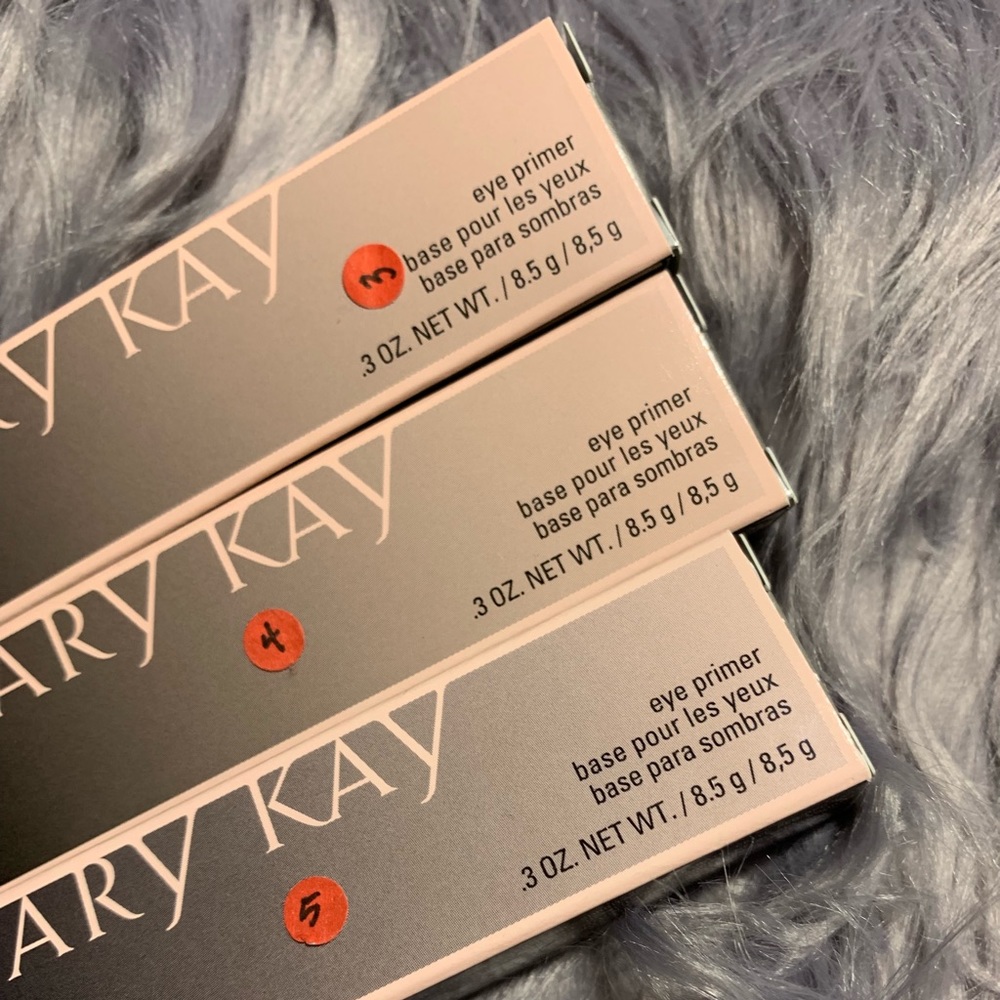 RY KAY
3
eye primer
base pour les yeux
base para sombras
.3 OZ. NET WT. / 8.5 g / 8,5 g
ARY KAY
4
eye primer
base pour les yeux
base para sombras
.3 OZ. NET WT. / 8.5 g / 8,5 g
ARY KAY
5
eye primer
base pour les yeux
base para sombras
.3 OZ. NET WT. / 8.5 g / 8,5 g